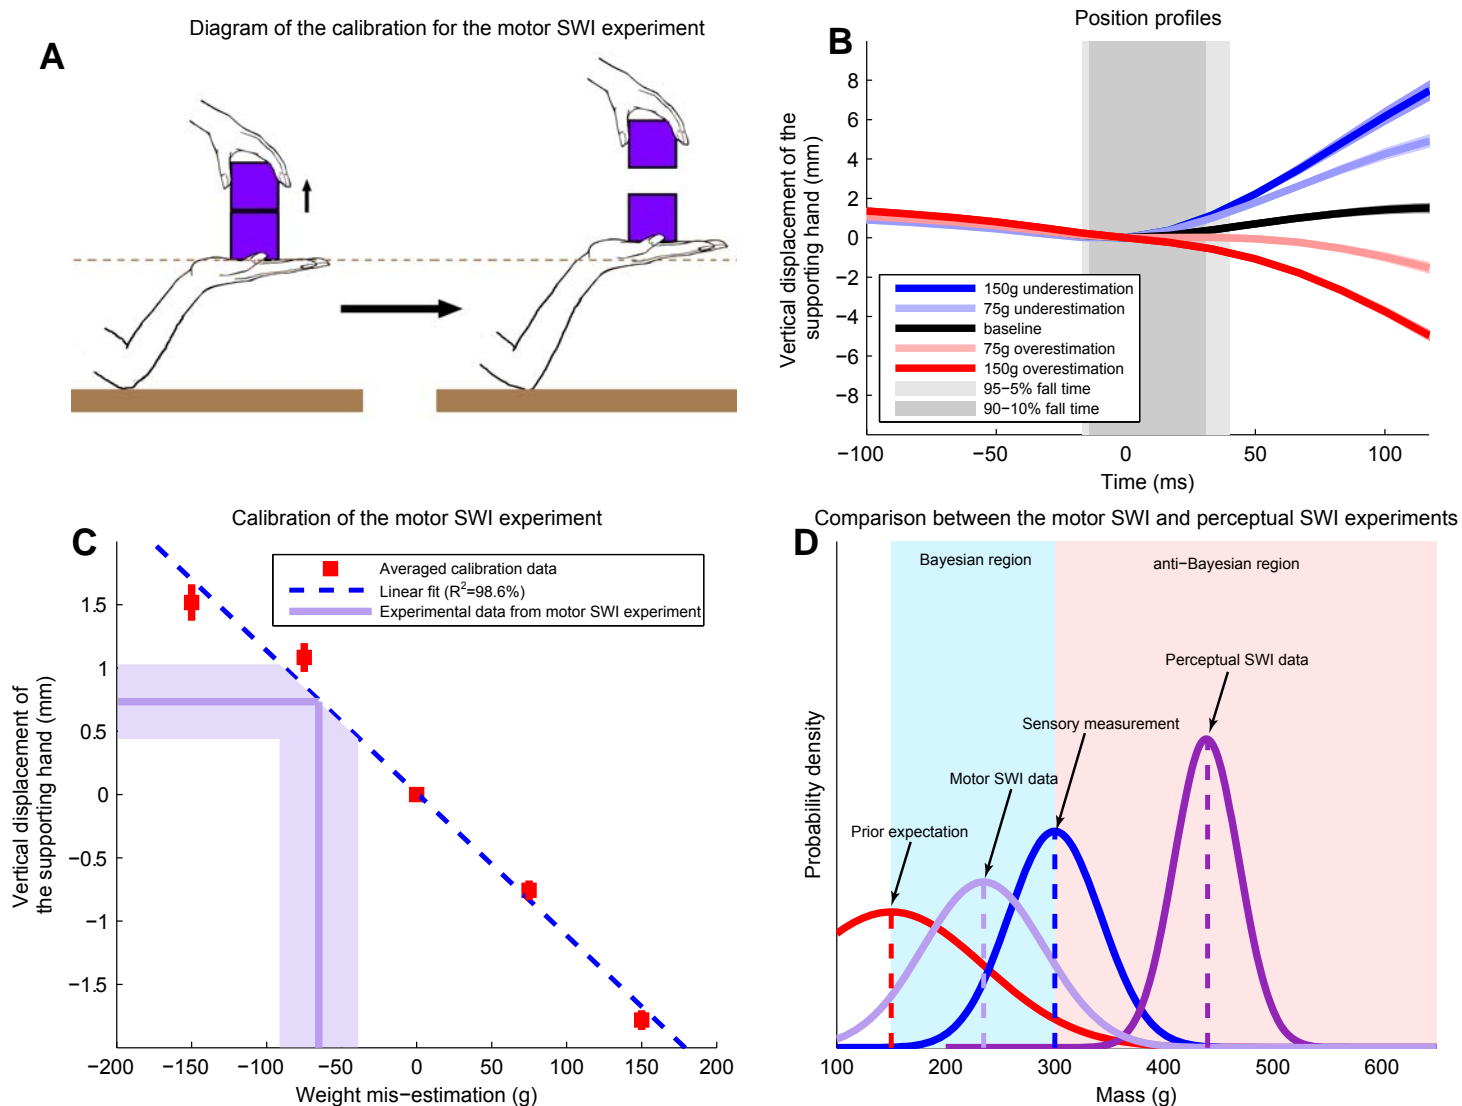 Diagram of the calibration for the motor SWI experiment
A
Position profiles
B
Vertical displacement of the
supporting hand (mm)
8
6
4
2
0
−2
−4
−6
−8
150g underestimation
75g underestimation
baseline
75g overestimation
150g overestimation
95−5% fall time
90−10% fall time
−100
−50
0
50
100
Time (ms)
Calibration of the motor SWI experiment
C
Averaged calibration data
Linear fit (R²=98.6%)
Experimental data from motor SWI experiment
Vertical displacement of
the supporting hand (mm)
1.5
1
0.5
0
−0.5
−1
−1.5
−200
−150
−100
−50
0
50
100
150
200
Weight mis−estimation (g)
Comparison between the motor SWI and perceptual SWI experiments
D
Bayesian region
anti−Bayesian region
Perceptual SWI data
Sensory measurement
Motor SWI data
Prior expectation
Probability density
100
200
300
400
500
600
Mass (g)